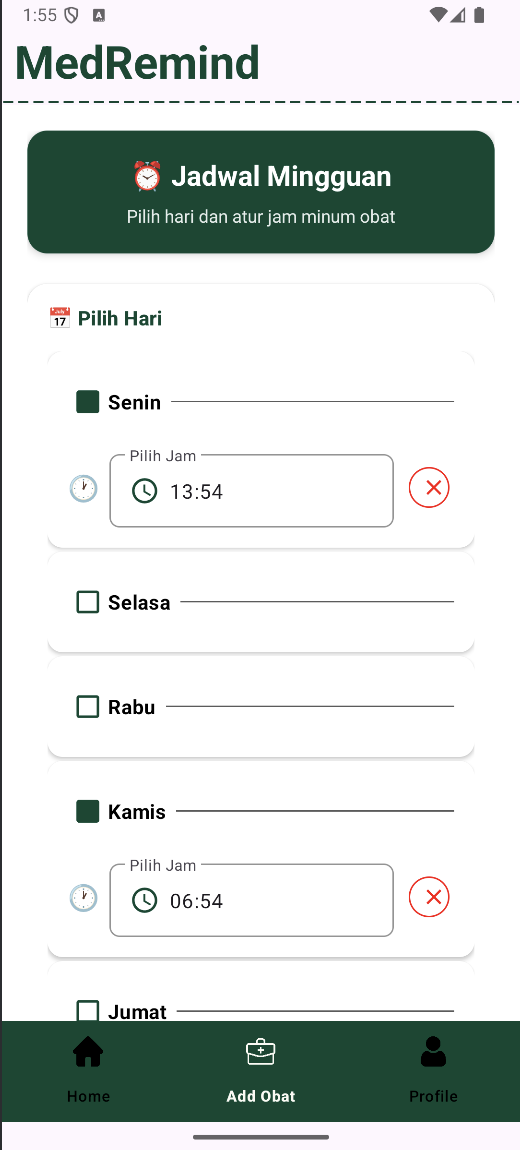 1:55
MedRemind
⏰ Jadwal Mingguan
Pilih hari dan atur jam minum obat
📅 Pilih Hari
Senin
Pilih Jam
13:54
Selasa
Rabu
Kamis
Pilih Jam
06:54
Jumat
Home
Add Obat
Profile